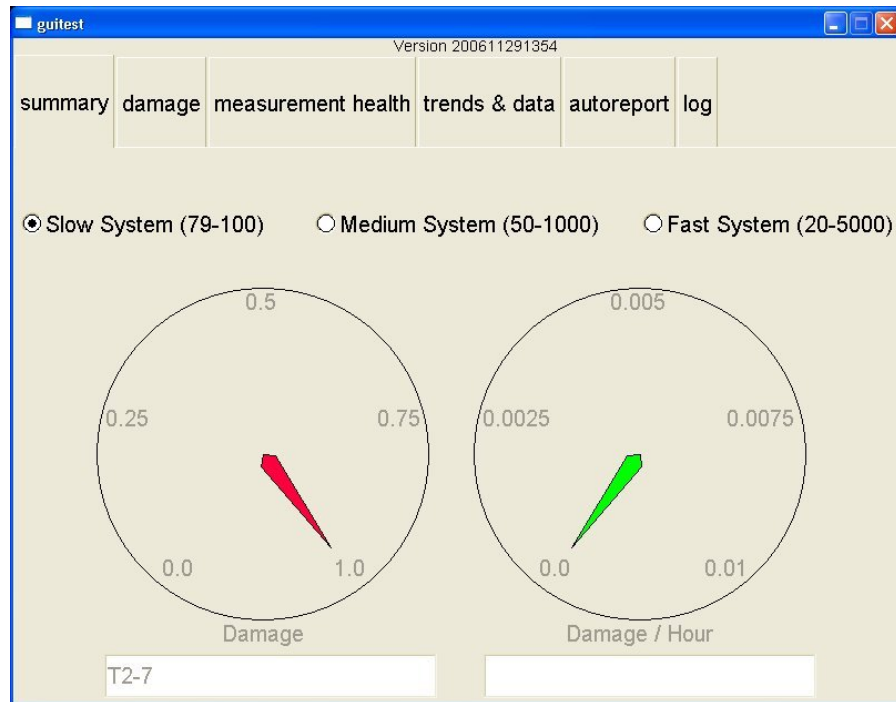 guitest
Version 200611291354
summary damage measurement health trends & data autoreport log
Slow System (79-100) Medium System (50-1000) Fast System (20-5000)
0.5 0.005
0.25 0.75 0.0025 0.0075
0.0 1.0 0.0 0.01
Damage Damage / Hour
T2-7